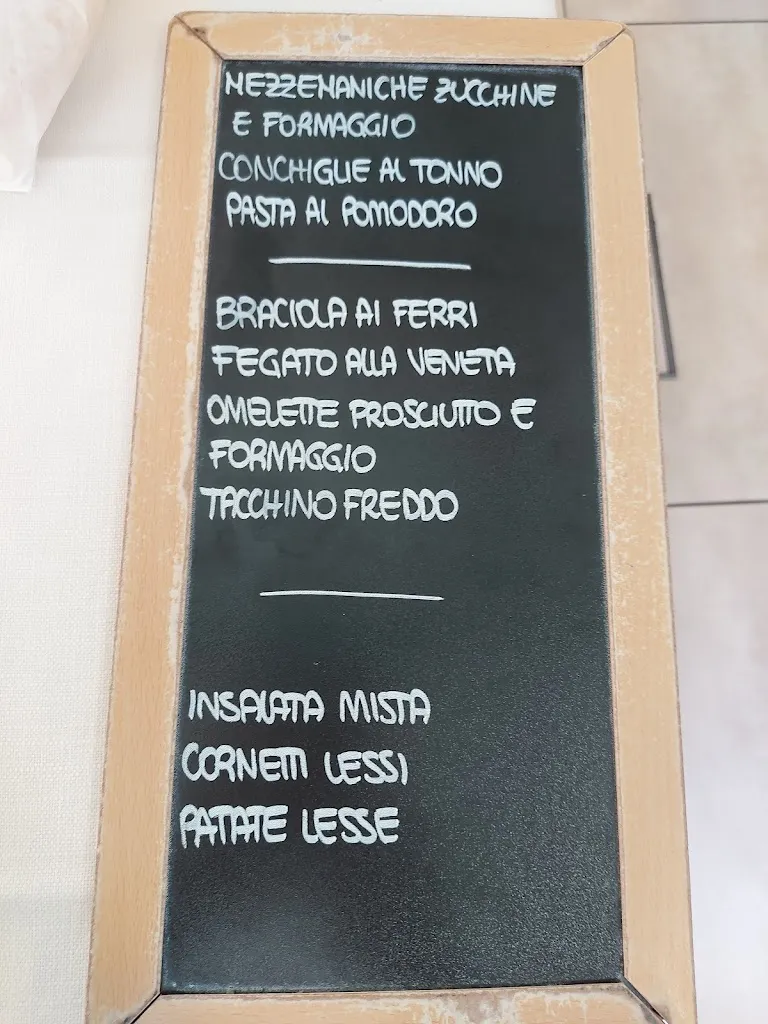 MEZZEMANICHE ZUCCHINE
E FORMAGGIO
CONCHIGLIE AL TONNO
PASTA AL POMODORO
BRACIOLA AI FERRI
FEGATO ALLA VENETA
OMELETTE PROSCIUTTO E
FORMAGGIO
TACCHINO FREDDO
INSALATA MISTA
CORNETTI LESSI
PATATE LESSE